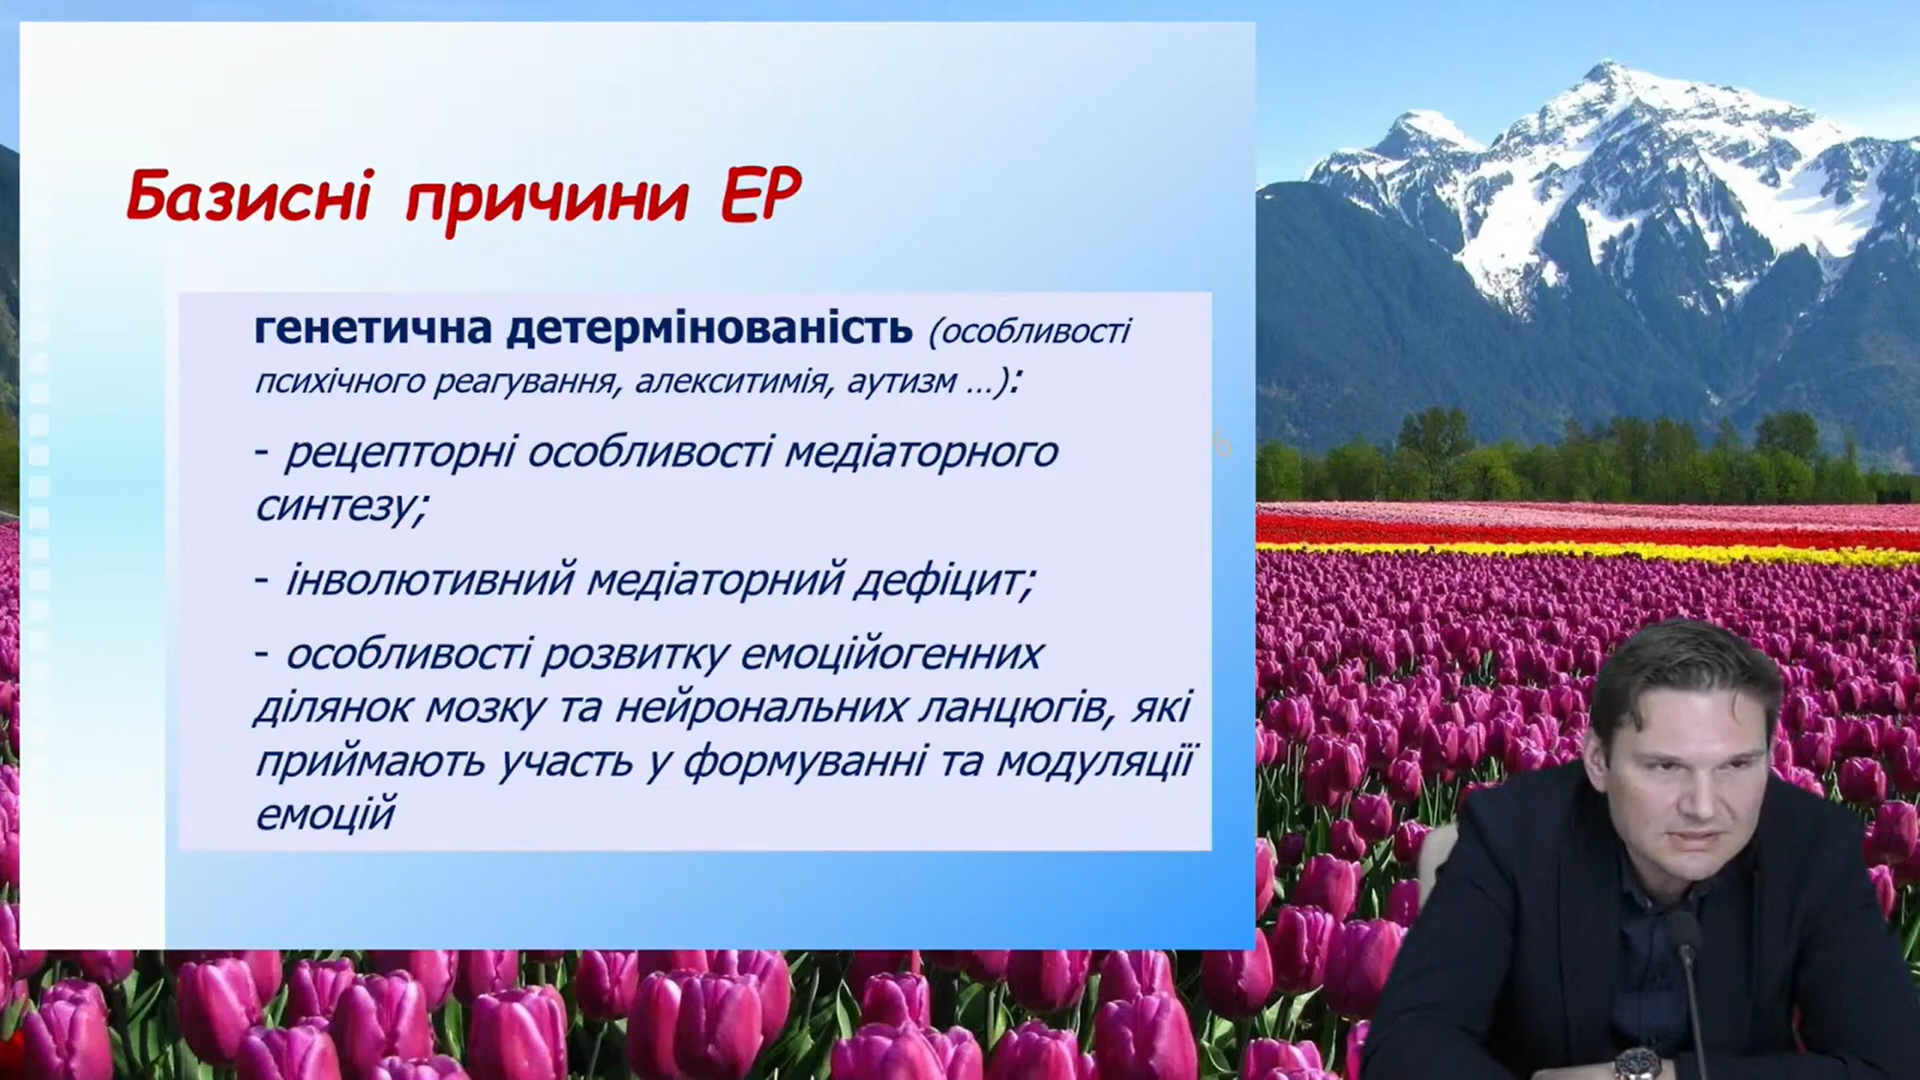 Базисні причини ЕР
генетична детермінованість (особливості
психічного реагування, алекситимія, аутизм ...):
- рецепторні особливості медіаторного
синтезу;
- інволютивний медіаторний дефіцит;
- особливості розвитку емоційогенних
ділянок мозку та нейрональних ланцюгів, які
приймають участь у формуванні та модуляції
емоцій